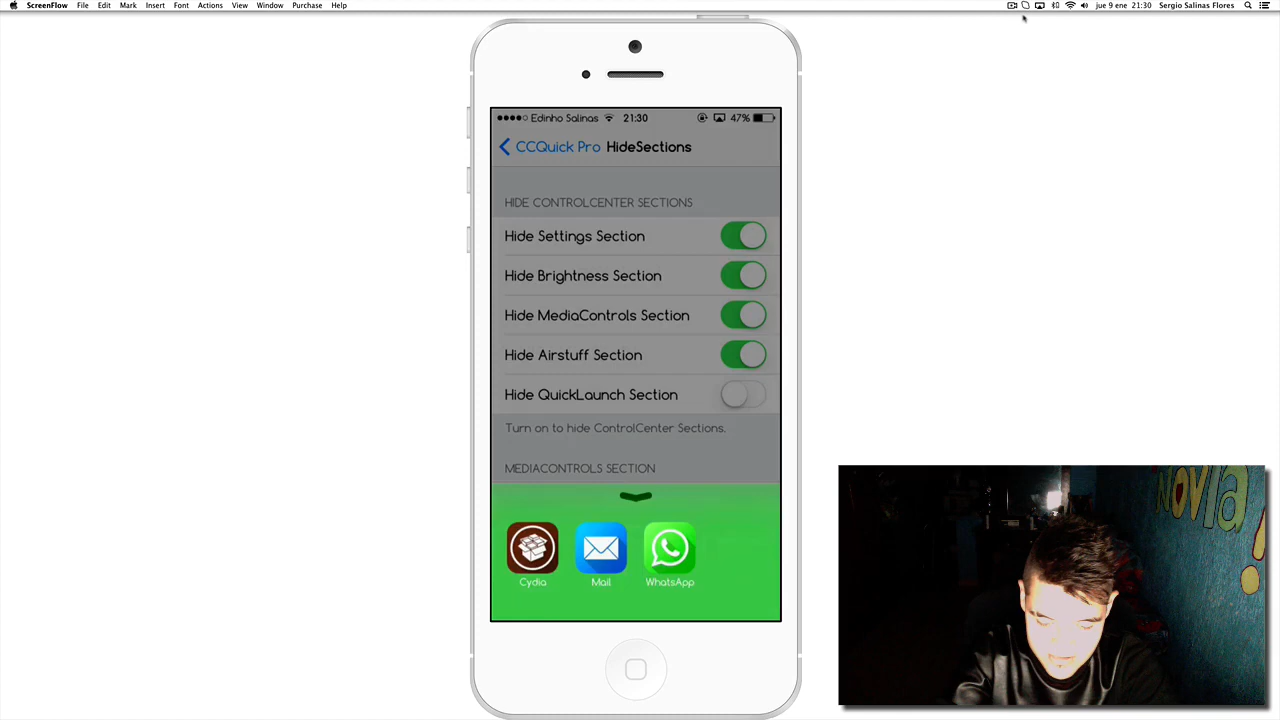 ScreenFlow File Edit Mark Insert Font Actions View Window Purchase Help jue 9 ene 21:30 Sergio Salinas Flores
Edinho Salinas 21:30 47%
CCQuick Pro HideSections
HIDE CONTROLCENTER SECTIONS
Hide Settings Section
Hide Brightness Section
Hide MediaControls Section
Hide Airstuff Section
Hide QuickLaunch Section
Turn on to hide ControlCenter Sections.
MEDIACONTROLS SECTION
Cydia Mail WhatsApp
NOVIA